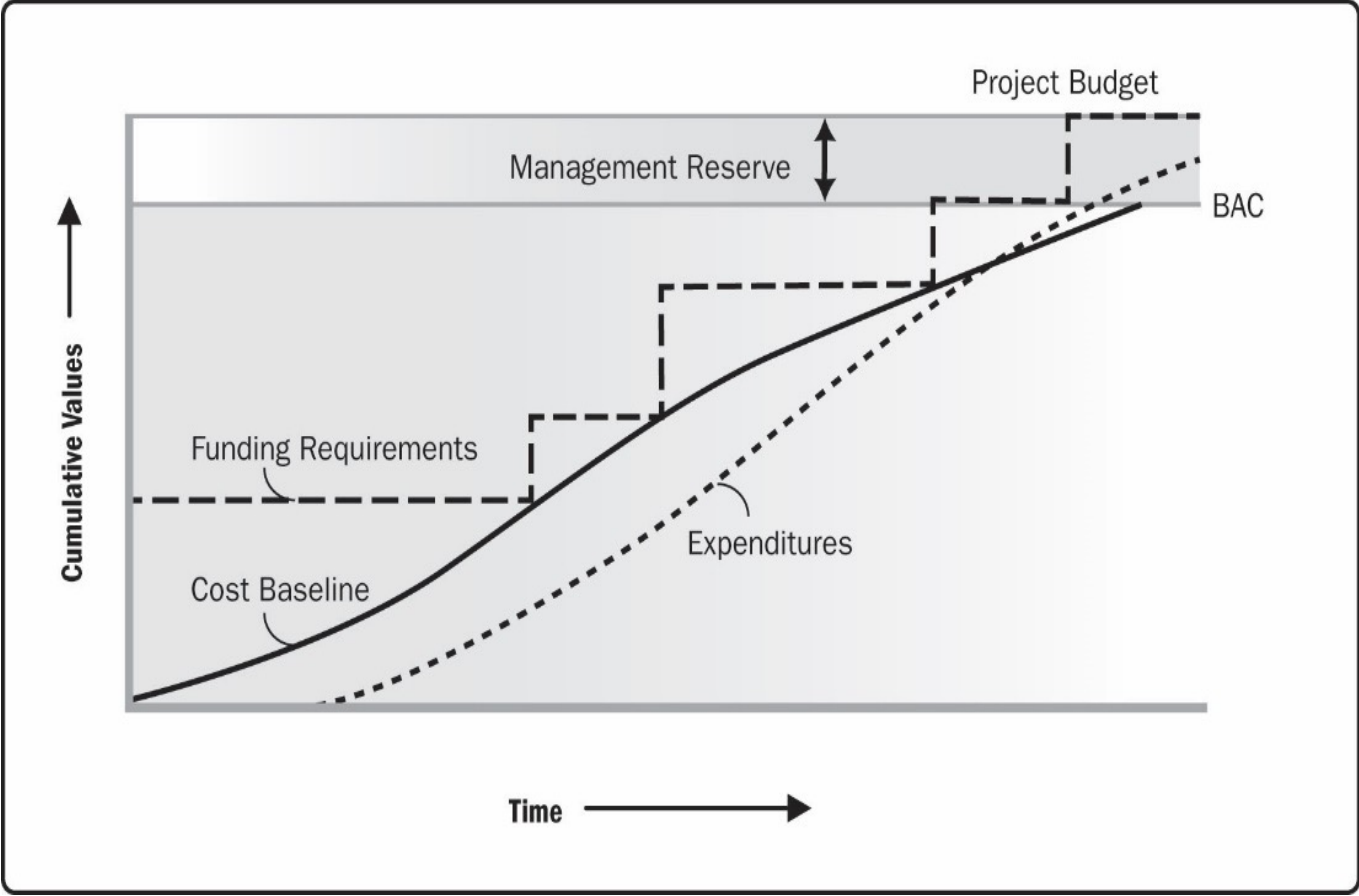 Project Budget
Management Reserve
BAC
Cumulative Values
Funding Requirements
Expenditures
Cost Baseline
Time